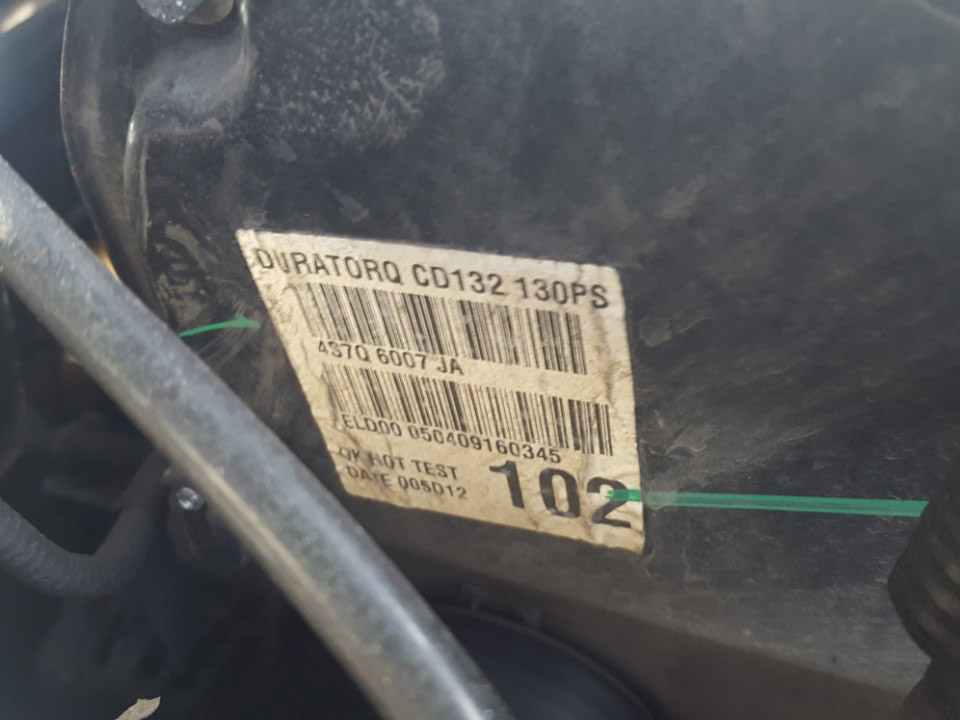 DURATORQ CD132 130PS
4S7Q 6007 JA
ELD00 050409160345
OK HOT TEST
DATE 005D12
102